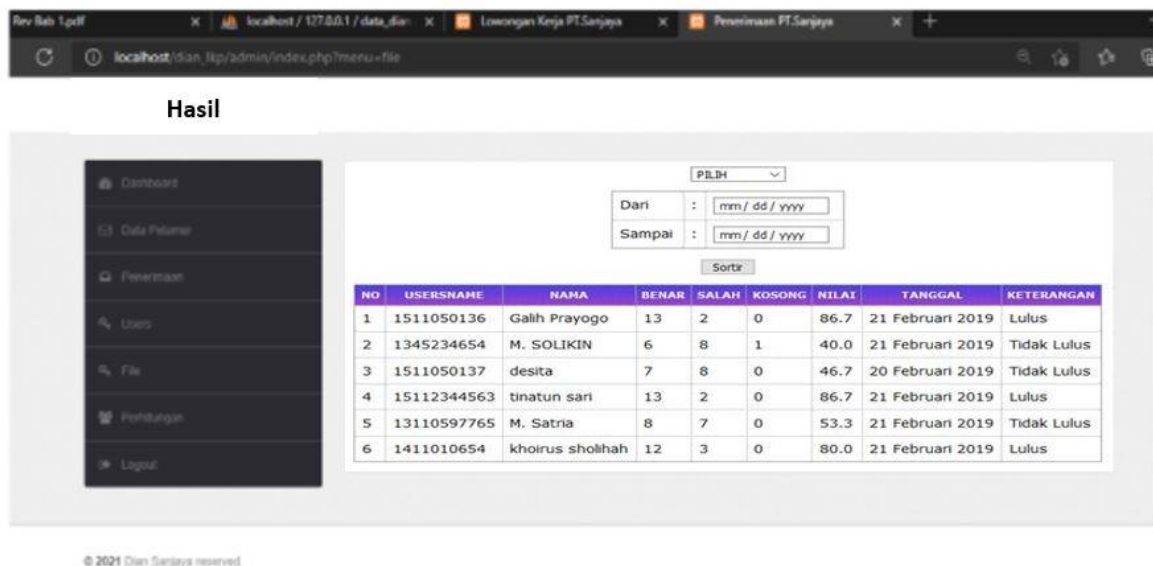 Rev Bab 1.pdf localhost / 127.0.0.1 / data_dian Lowongan Kerja PT.Sanjaya Penerimaan PT.Sanjaya
localhost/dian_lkp/admin/index.php?menu=file
Hasil
Dashboard
Data Pelamar
Penerimaan
Users
File
Perhitungan
Logout
PILIH
Dari : mm / dd / yyyy
Sampai : mm / dd / yyyy
Sortir
NO USERSNAME NAMA BENAR SALAH KOSONG NILAI TANGGAL KETERANGAN
1 1511050136 Galih Prayogo 13 2 0 86.7 21 Februari 2019 Lulus
2 1345234654 M. SOLIKIN 6 8 1 40.0 21 Februari 2019 Tidak Lulus
3 1511050137 desita 7 8 0 46.7 20 Februari 2019 Tidak Lulus
4 15112344563 tinatun sari 13 2 0 86.7 21 Februari 2019 Lulus
5 13110597765 M. Satria 8 7 0 53.3 21 Februari 2019 Tidak Lulus
6 1411010654 khoirus sholihah 12 3 0 80.0 21 Februari 2019 Lulus
© 2021 Dian Sanjaya reserved